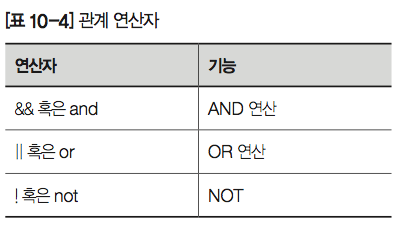 [표 10-4] 관계 연산자
연산자 기능
&& 혹은 and AND 연산
|| 혹은 or OR 연산
! 혹은 not NOT